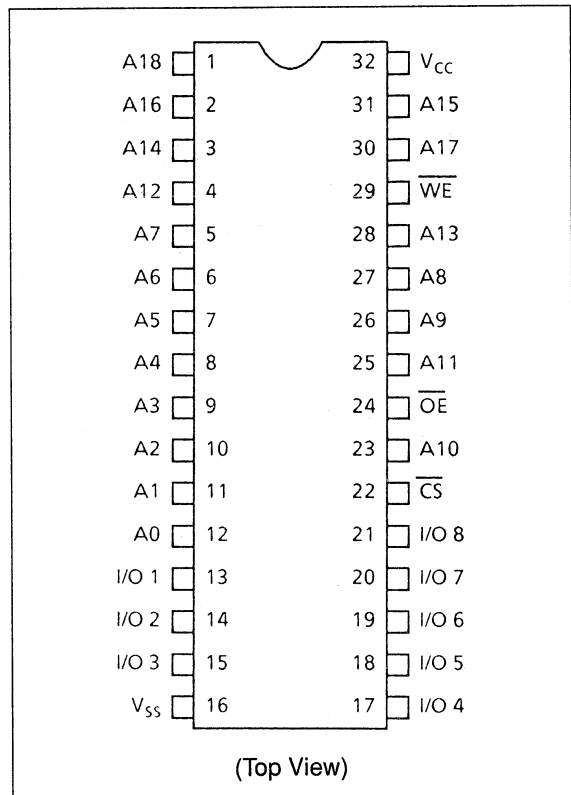 A18 1 32 VCC
A16 2 31 A15
A14 3 30 A17
A12 4 29 WE
A7 5 28 A13
A6 6 27 A8
A5 7 26 A9
A4 8 25 A11
A3 9 24 OE
A2 10 23 A10
A1 11 22 CS
A0 12 21 I/O 8
I/O 1 13 20 I/O 7
I/O 2 14 19 I/O 6
I/O 3 15 18 I/O 5
VSS 16 17 I/O 4
(Top View)